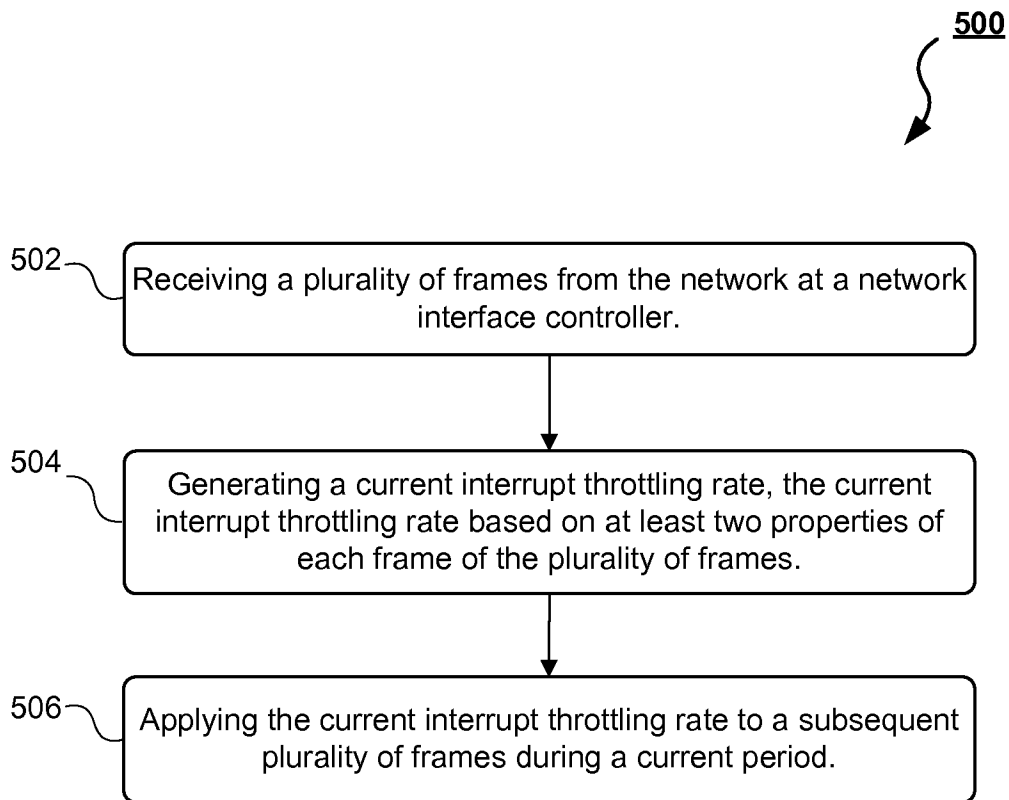 500
502
Receiving a plurality of frames from the network at a network
interface controller.
504
Generating a current interrupt throttling rate, the current
interrupt throttling rate based on at least two properties of
each frame of the plurality of frames.
506
Applying the current interrupt throttling rate to a subsequent
plurality of frames during a current period.